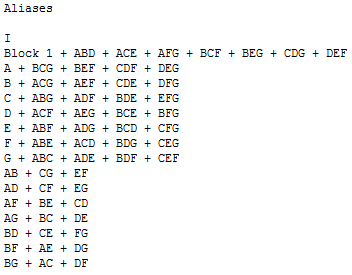 Aliases
I
Block 1 + ABD + ACE + AFG + BCF + BEG + CDG + DEF
A + BCG + BEF + CDF + DEG
B + ACG + AEF + CDE + DFG
C + ABG + ADF + BDE + EFG
D + ACF + AEG + BCE + BFG
E + ABF + ADG + BCD + CFG
F + ABE + ACD + BDG + CEG
G + ABC + ADE + BDF + CEF
AB + CG + EF
AD + CF + EG
AF + BE + CD
AG + BC + DE
BD + CE + FG
BF + AE + DG
BG + AC + DF